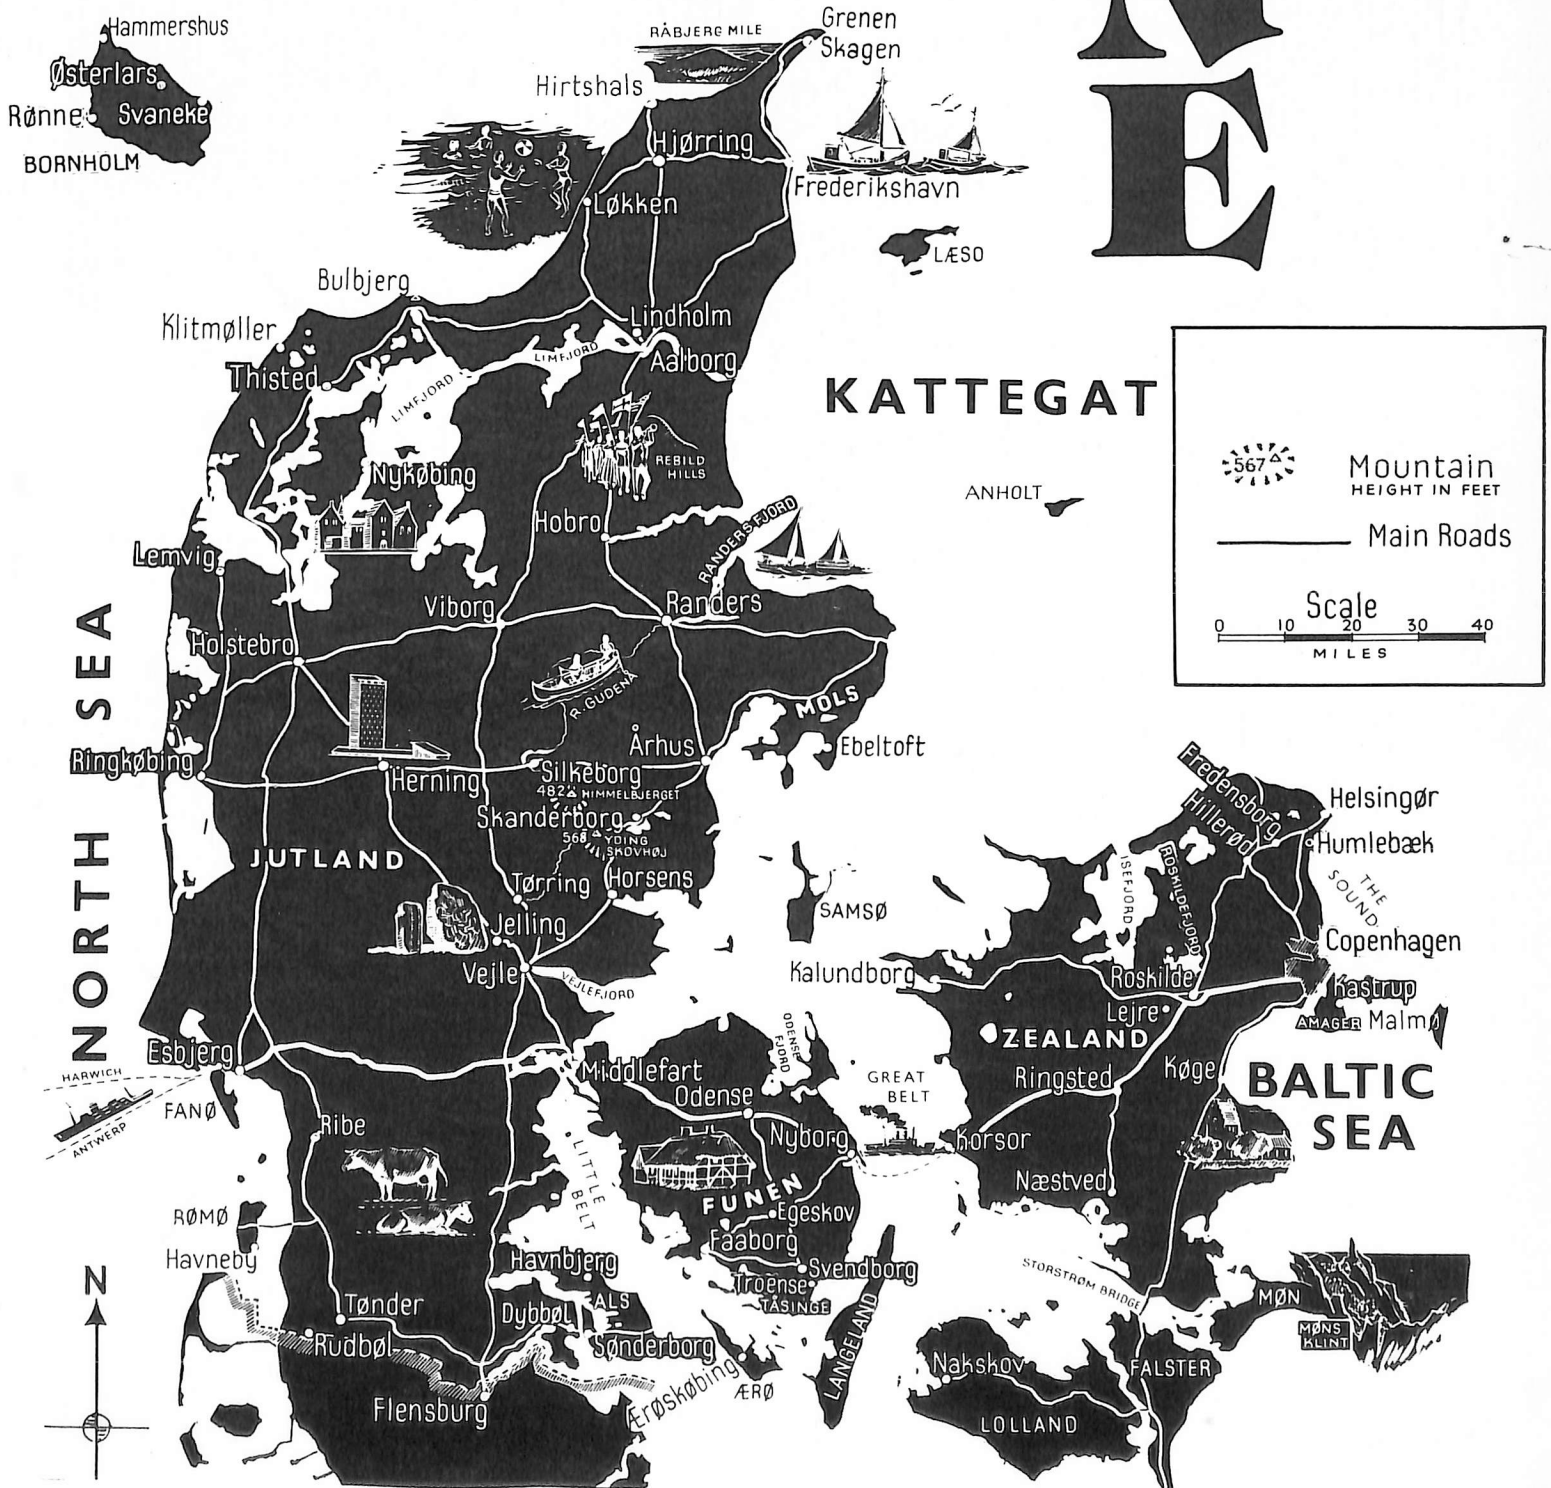 N
E
Hammershus
Østerlars
Rønne
Svaneke
BORNHOLM
RÅBJERG MILE
Grenen
Skagen
Hirtshals
Hjørring
Frederikshavn
Løkken
LÆSO
Bulbjerg
Klitmøller
Lindholm
LIMFJORD
Aalborg
Thisted
LIMFJORD
KATTEGAT
REBILD
HILLS
Nykøbing
ANHOLT
567
Mountain
HEIGHT IN FEET
Main Roads
Scale
0 10 20 30 40
MILES
Hobro
RANDERS FJORD
Lemvig
Viborg
Randers
Holstebro
R. GUDENÅ
MOLS
NORTH SEA
Århus
Ebeltoft
Ringkøbing
Herning
Silkeborg
482 HIMMELBJERGET
Skanderborg
568 YDING
SKOVHØJ
JUTLAND
Tørring
Horsens
Jelling
Vejle
VEJLEFJORD
SAMSØ
Fredensborg
Hillerød
Helsingør
Humlebæk
ISEFJORD
ROSKILDEFJORD
THE
SOUND
Copenhagen
Kalundborg
Roskilde
Kastrup
Lejre
AMAGER
Malmø
ZEALAND
ODENSE
FJORD
Esbjerg
HARWICH
FANØ
ANTWERP
Middlefart
Odense
GREAT
BELT
Ringsted
Køge
BALTIC
SEA
Ribe
Nyborg
Korsør
LITTLE
BELT
FUNEN
Næstved
Egeskov
RØMØ
Faaborg
Havneby
Havnbjerg
Svendborg
Troense
TÅSINGE
STORSTRØM BRIDGE
MØN
MØNS
KLINT
N
Tønder
Dybbøl
ALS
Rudbøl
Sønderborg
LANGELAND
Nakskov
FALSTER
Flensburg
Ærøskøbing
ÆRØ
LOLLAND